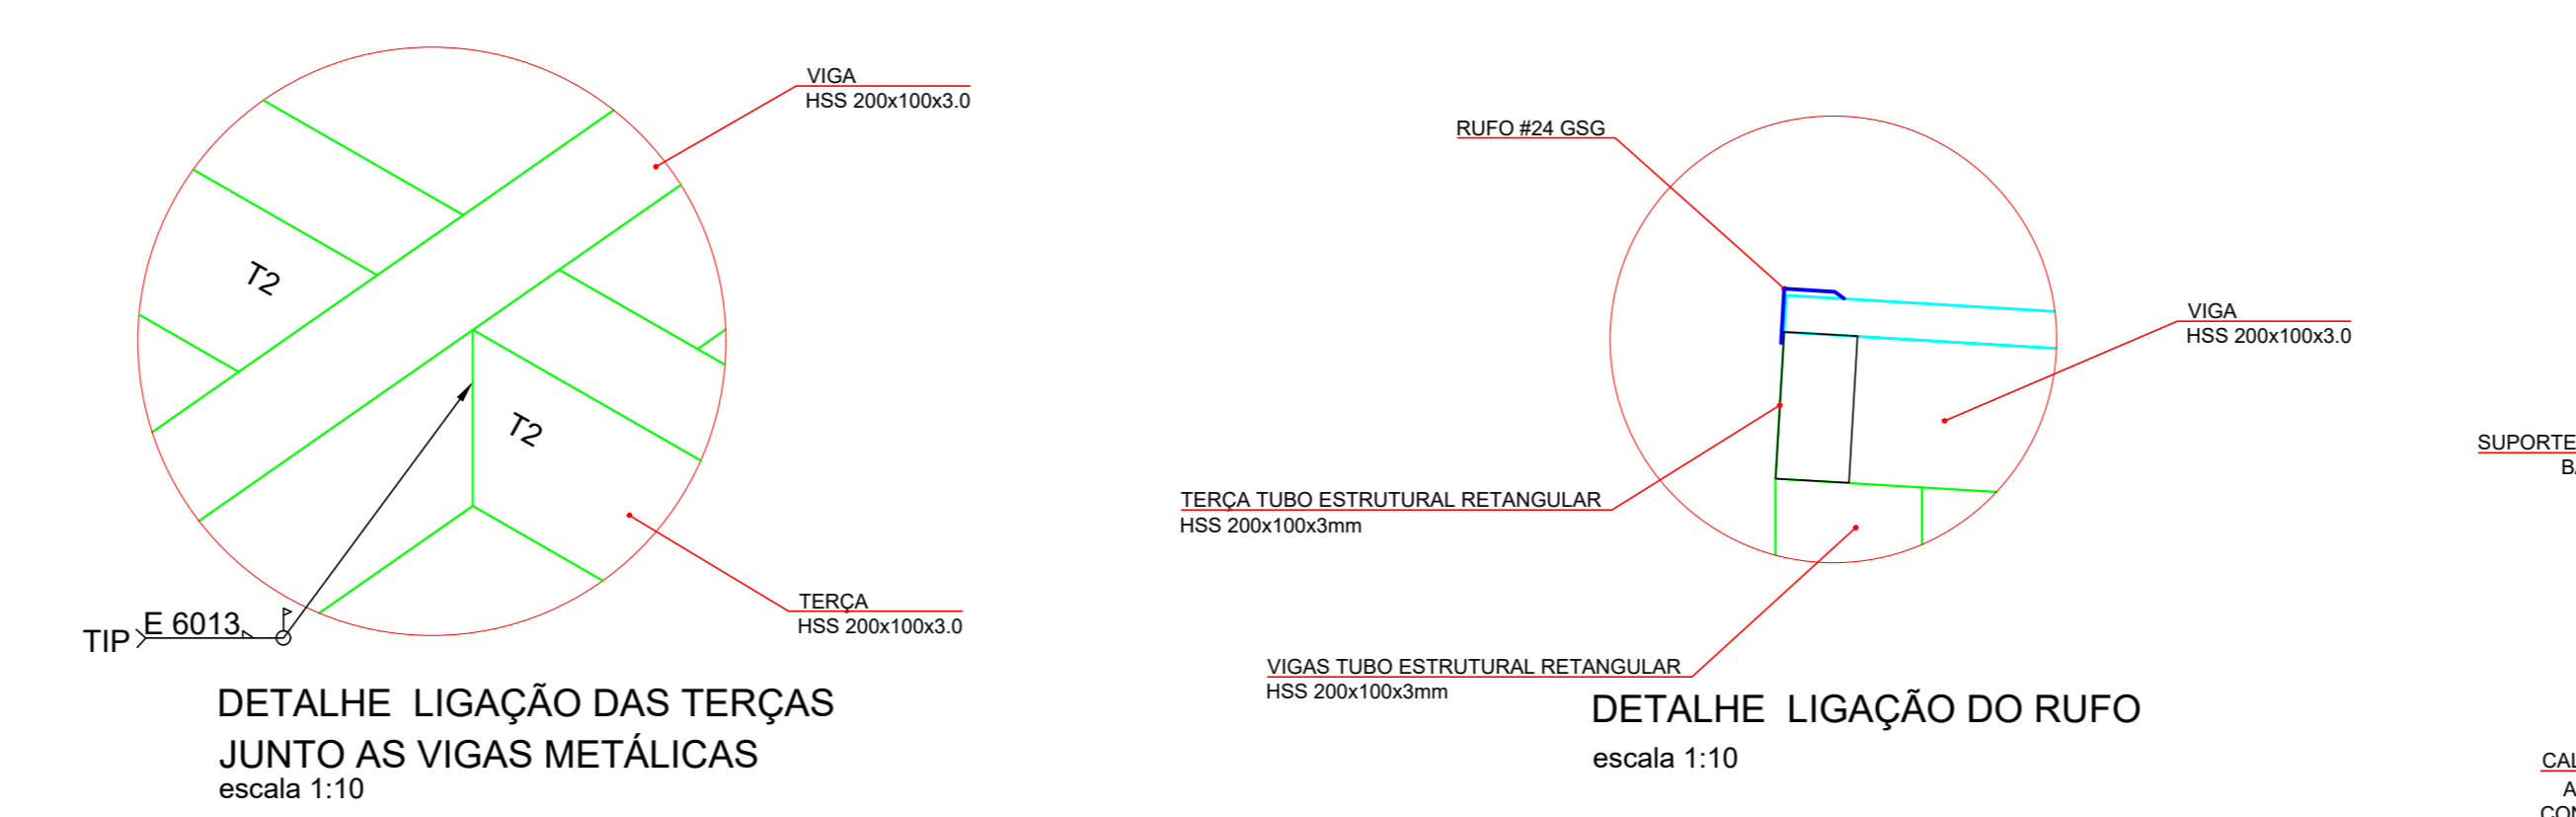 VIGA
HSS 200x100x3.0
T2
T2
TERÇA
HSS 200x100x3.0
TIP E 6013
DETALHE LIGAÇÃO DAS TERÇAS
JUNTO AS VIGAS METÁLICAS
escala 1:10
RUFO #24 GSG
VIGA
HSS 200x100x3.0
TERÇA TUBO ESTRUTURAL RETANGULAR
HSS 200x100x3mm
VIGAS TUBO ESTRUTURAL RETANGULAR
HSS 200x100x3mm
DETALHE LIGAÇÃO DO RUFO
escala 1:10
SUPORTE